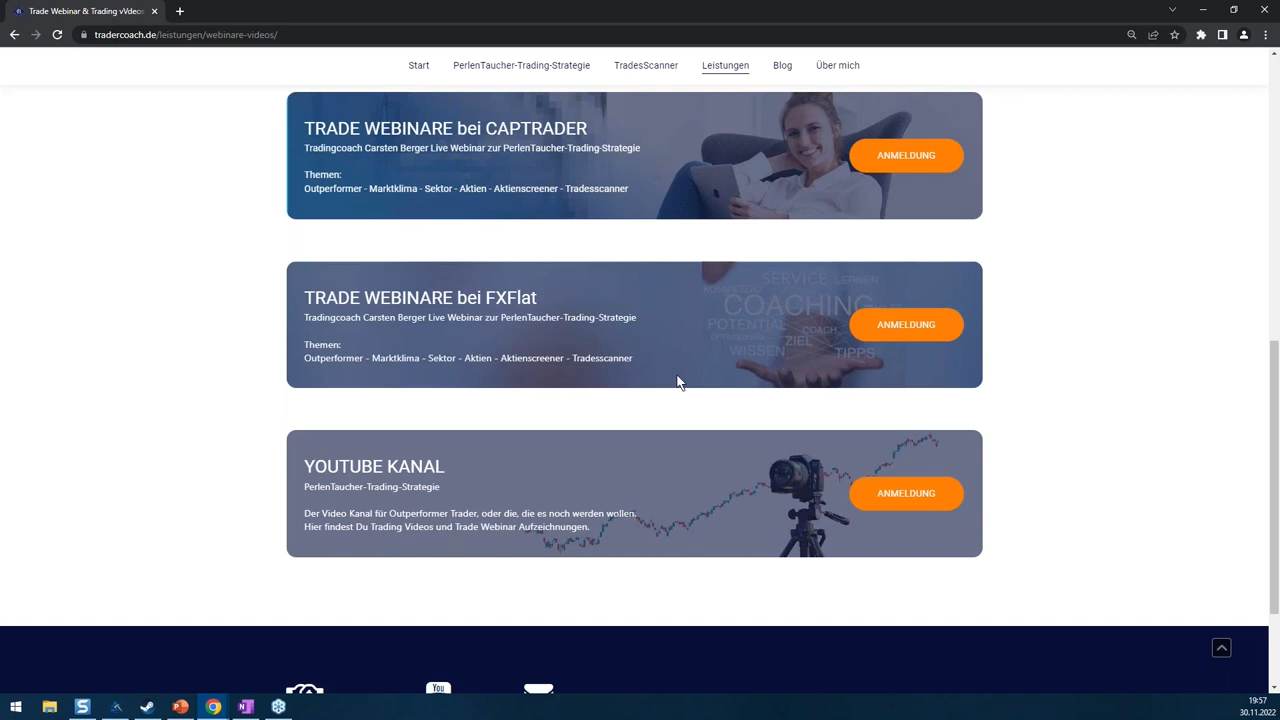 Trade Webinar & Trading vVdeos
tradercoach.de/leistungen/webinare-videos/
Start
PerlenTaucher-Trading-Strategie
TradesScanner
Leistungen
Blog
Über mich
TRADE WEBINARE bei CAPTRADER
Tradingcoach Carsten Berger Live Webinar zur PerlenTaucher-Trading-Strategie
ANMELDUNG
Themen:
Outperformer - Marktklima - Sektor - Aktien - Aktienscreener - Tradesscanner
TRADE WEBINARE bei FXFlat
Tradingcoach Carsten Berger Live Webinar zur PerlenTaucher-Trading-Strategie
Themen:
Outperformer - Marktklima - Sektor - Aktien - Aktienscreener - Tradesscanner
SERVICE LERNEN
COACHING
POTENTIAL
COACH
ZIEL
WISSEN
TIPPS
ANMELDUNG
YOUTUBE KANAL
PerlenTaucher-Trading-Strategie
Der Video Kanal für Outperformer Trader, oder die, die es noch werden wollen.
Hier findest Du Trading Videos und Trade Webinar Aufzeichnungen.
ANMELDUNG
You
19:57
30.11.2022